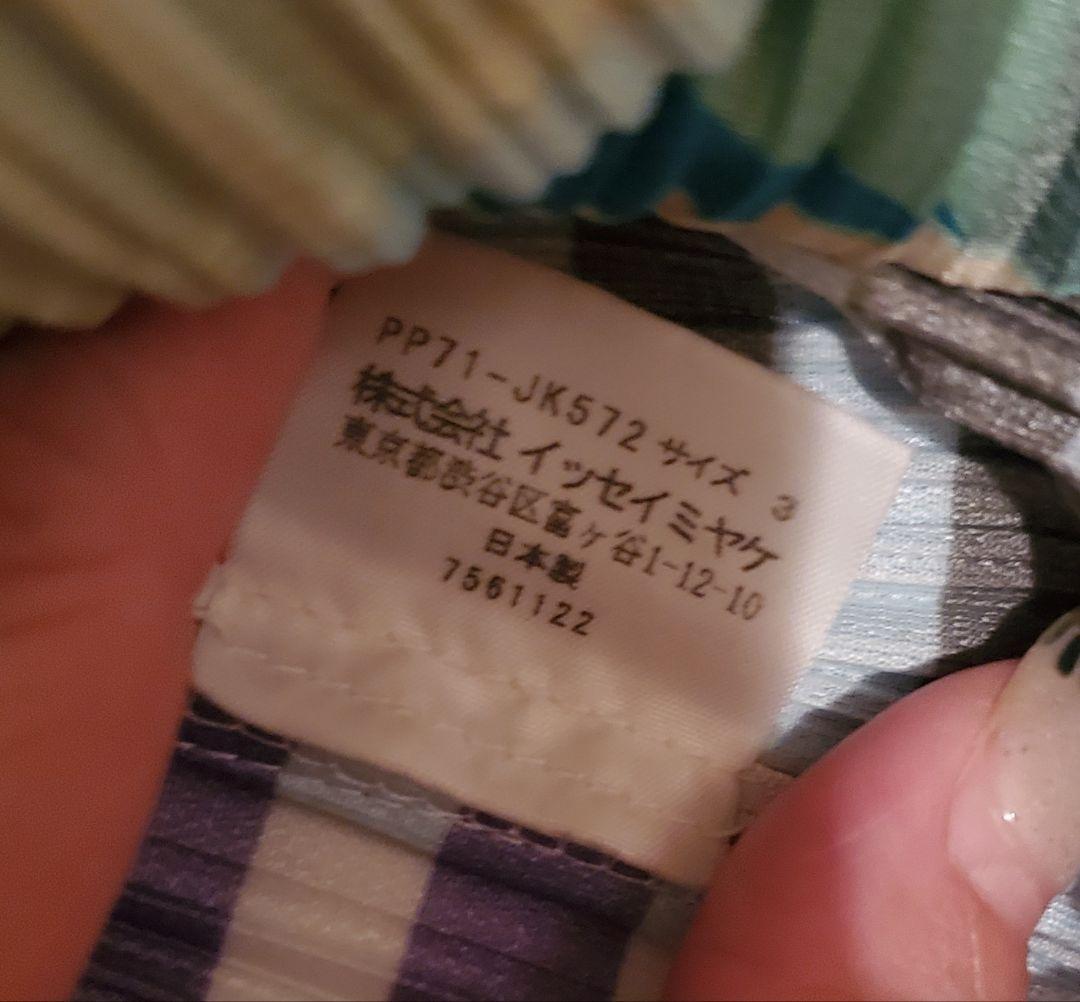 PP71-JK572 サイズ 3
株式会社 イッセイミヤケ
東京都渋谷区富ヶ谷1-12-10
日本製
7561122